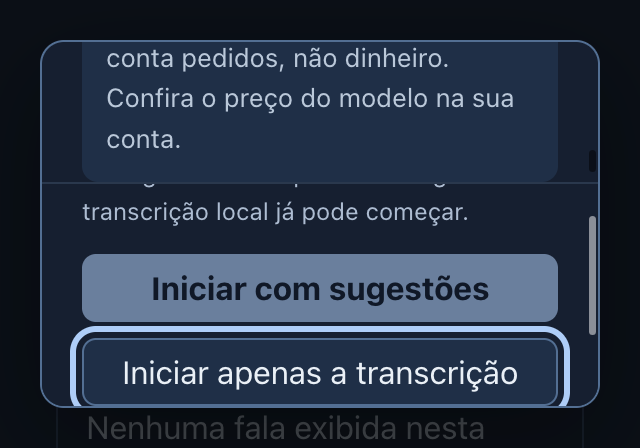 conta pedidos, não dinheiro.
Confira o preço do modelo na sua
conta.
transcrição local já pode começar.
Iniciar com sugestões
Iniciar apenas a transcrição
Nenhuma fala exibida nesta